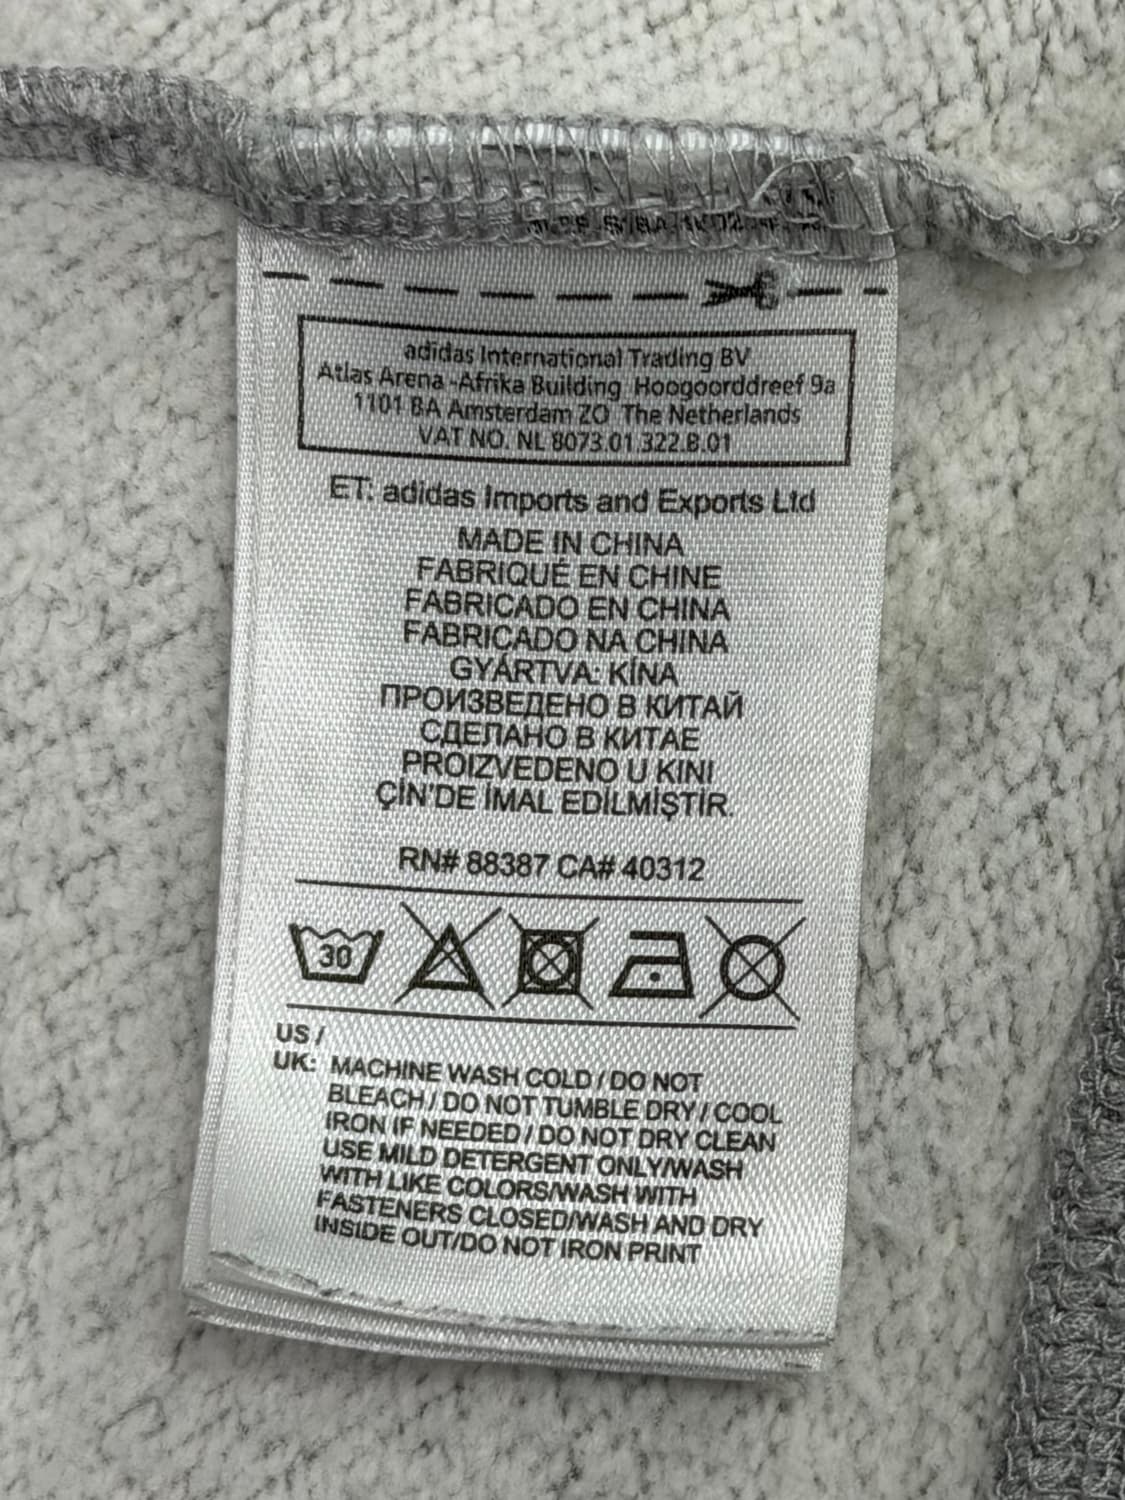 adidas International Trading BV
Atlas Arena -Afrika Building Hoogoorddreef 9a
1101 BA Amsterdam ZO The Netherlands
VAT NO. NL 8073.01.322.B.01
ET: adidas Imports and Exports Ltd
MADE IN CHINA
FABRIQUÉ EN CHINE
FABRICADO EN CHINA
FABRICADO NA CHINA
GYÁRTVA: KÍNA
ПРОИЗВЕДЕНО В КИТАЙ
СДЕЛАНО В КИТАЕ
PROIZVEDENO U KINI
ÇİN'DE İMAL EDİLMİŞTİR.
RN# 88387 CA# 40312
30
US /
UK: MACHINE WASH COLD / DO NOT
BLEACH / DO NOT TUMBLE DRY / COOL
IRON IF NEEDED / DO NOT DRY CLEAN
USE MILD DETERGENT ONLY/WASH
WITH LIKE COLORS/WASH WITH
FASTENERS CLOSED/WASH AND DRY
INSIDE OUT/DO NOT IRON PRINT